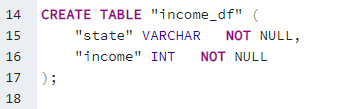 14 CREATE TABLE "income_df" (
15     "state" VARCHAR   NOT NULL,
16     "income" INT   NOT NULL
17 );
18